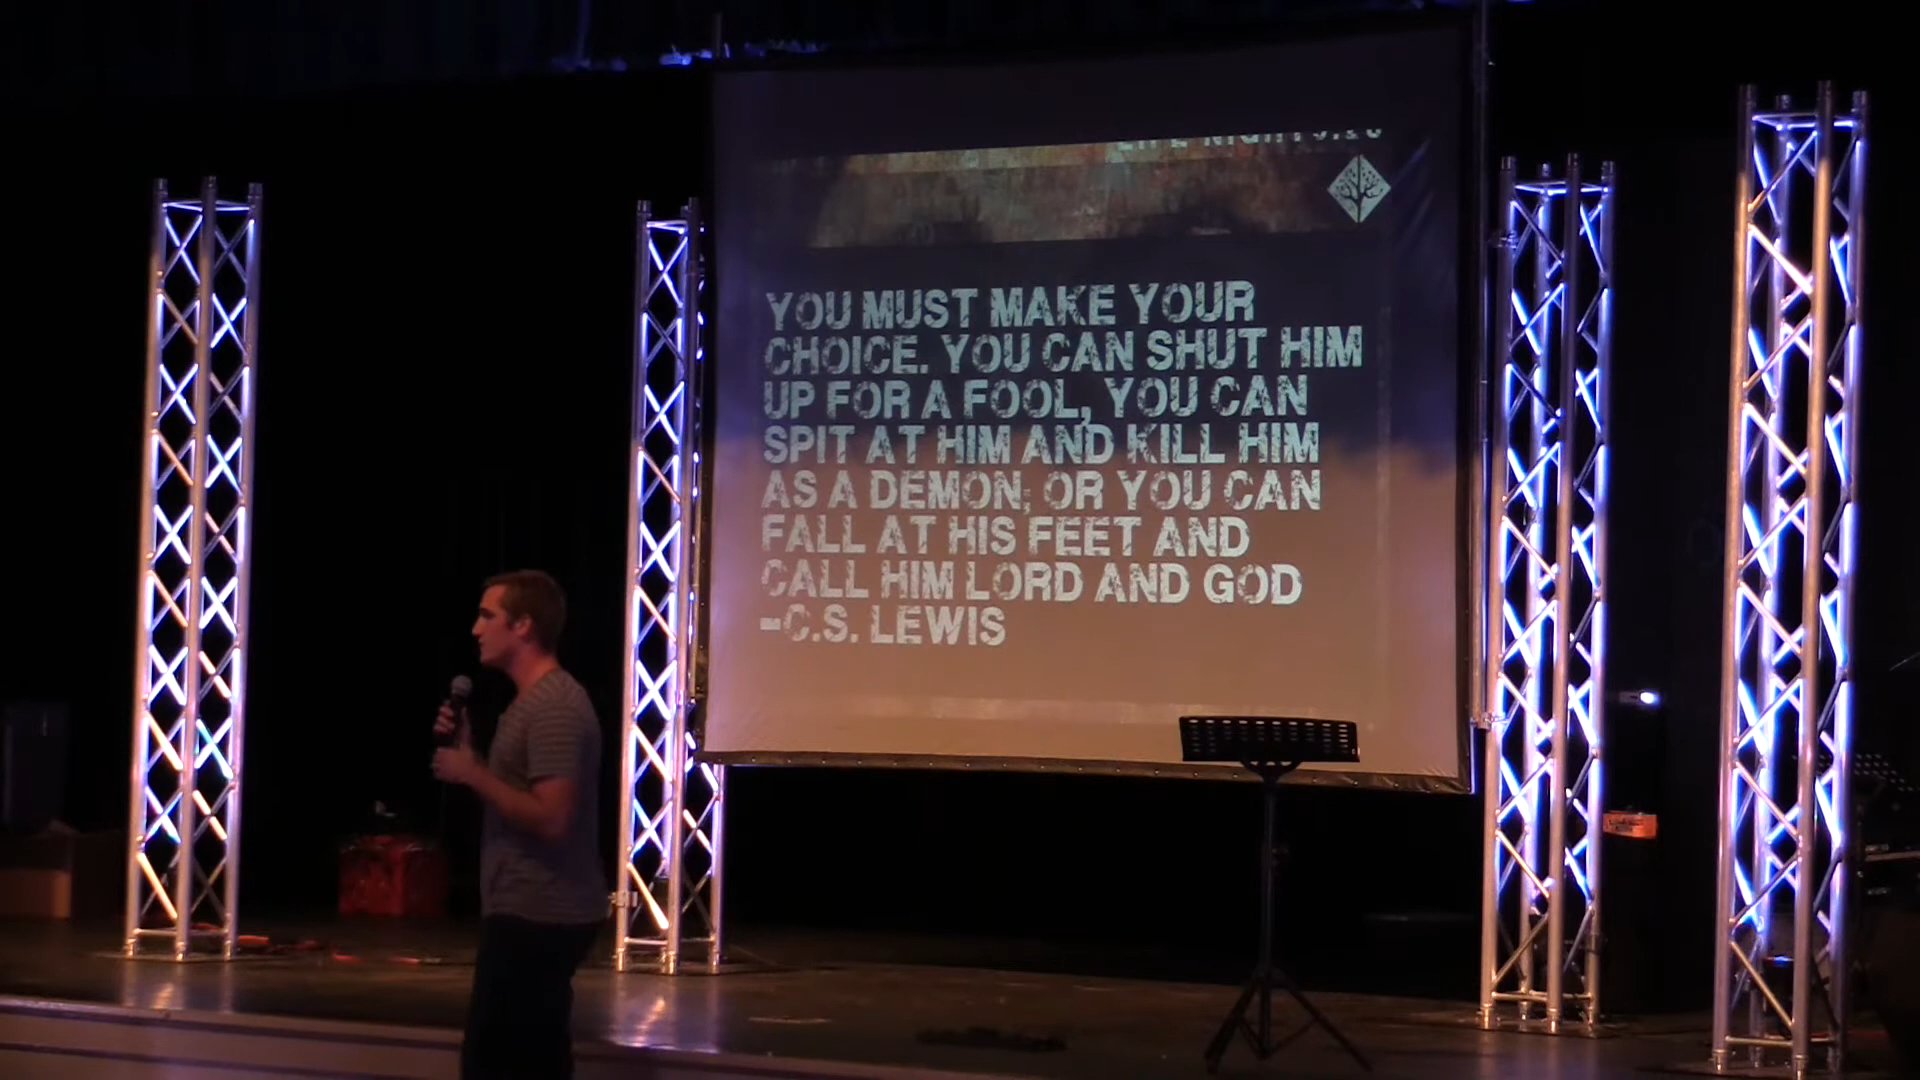 YOU MUST MAKE YOUR
CHOICE. YOU CAN SHUT HIM
UP FOR A FOOL, YOU CAN
SPIT AT HIM AND KILL HIM
AS A DEMON; OR YOU CAN
FALL AT HIS FEET AND
CALL HIM LORD AND GOD
-C.S. LEWIS